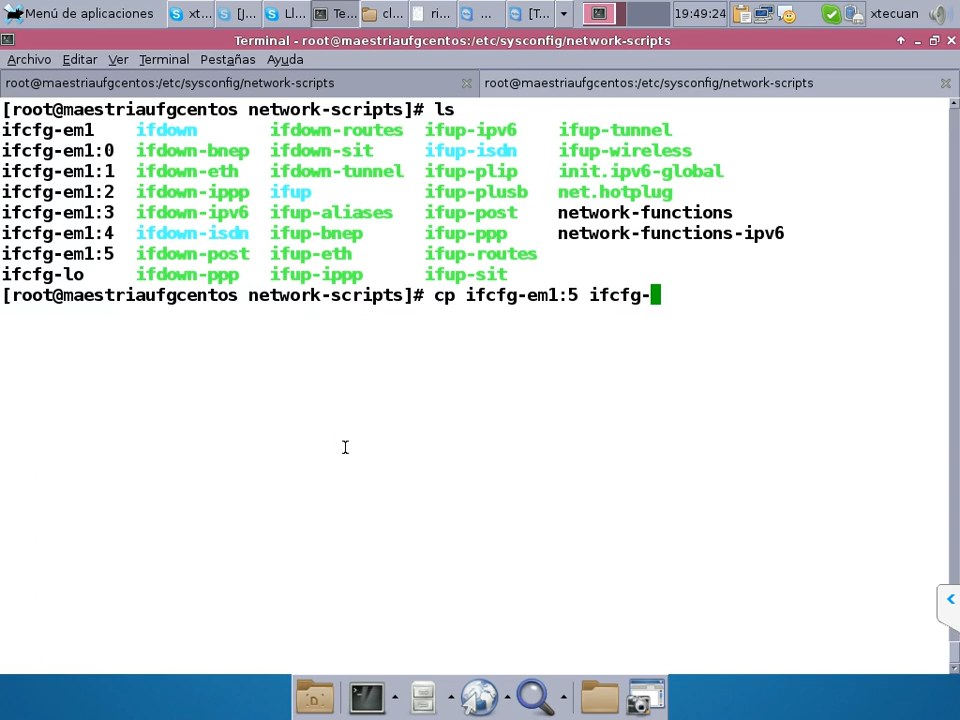 Menú de aplicaciones xt... [J... Ll... Te... cl... ri... ... [T... 19:49:24 xtecuan
Terminal - root@maestriaufgcentos:/etc/sysconfig/network-scripts
Archivo Editar Ver Terminal Pestañas Ayuda
root@maestriaufgcentos:/etc/sysconfig/network-scripts root@maestriaufgcentos:/etc/sysconfig/network-scripts
[root@maestriaufgcentos network-scripts]# ls
ifcfg-em1 ifdown ifdown-routes ifup-ipv6 ifup-tunnel
ifcfg-em1:0 ifdown-bnep ifdown-sit ifup-isdn ifup-wireless
ifcfg-em1:1 ifdown-eth ifdown-tunnel ifup-plip init.ipv6-global
ifcfg-em1:2 ifdown-ippp ifup ifup-plusb net.hotplug
ifcfg-em1:3 ifdown-ipv6 ifup-aliases ifup-post network-functions
ifcfg-em1:4 ifdown-isdn ifup-bnep ifup-ppp network-functions-ipv6
ifcfg-em1:5 ifdown-post ifup-eth ifup-routes
ifcfg-lo ifdown-ppp ifup-ippp ifup-sit
[root@maestriaufgcentos network-scripts]# cp ifcfg-em1:5 ifcfg-